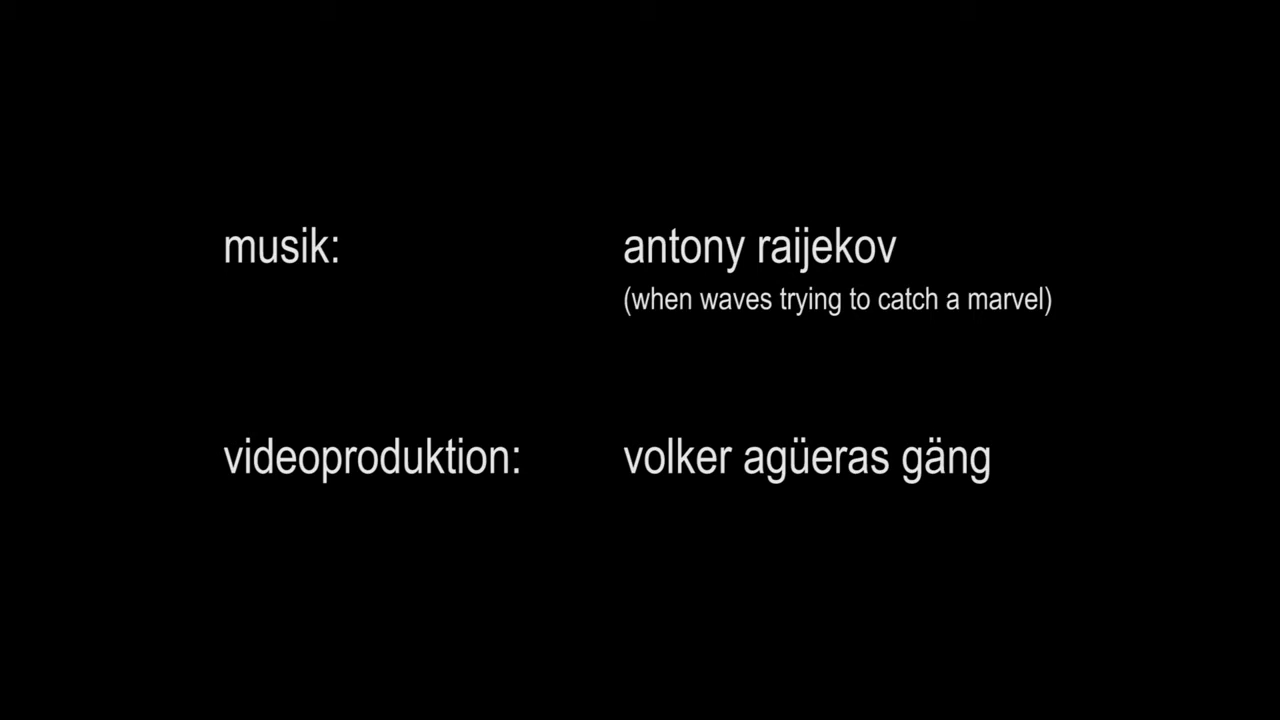 musik: antony raijekov
(when waves trying to catch a marvel)
videoproduktion: volker agüeras gäng